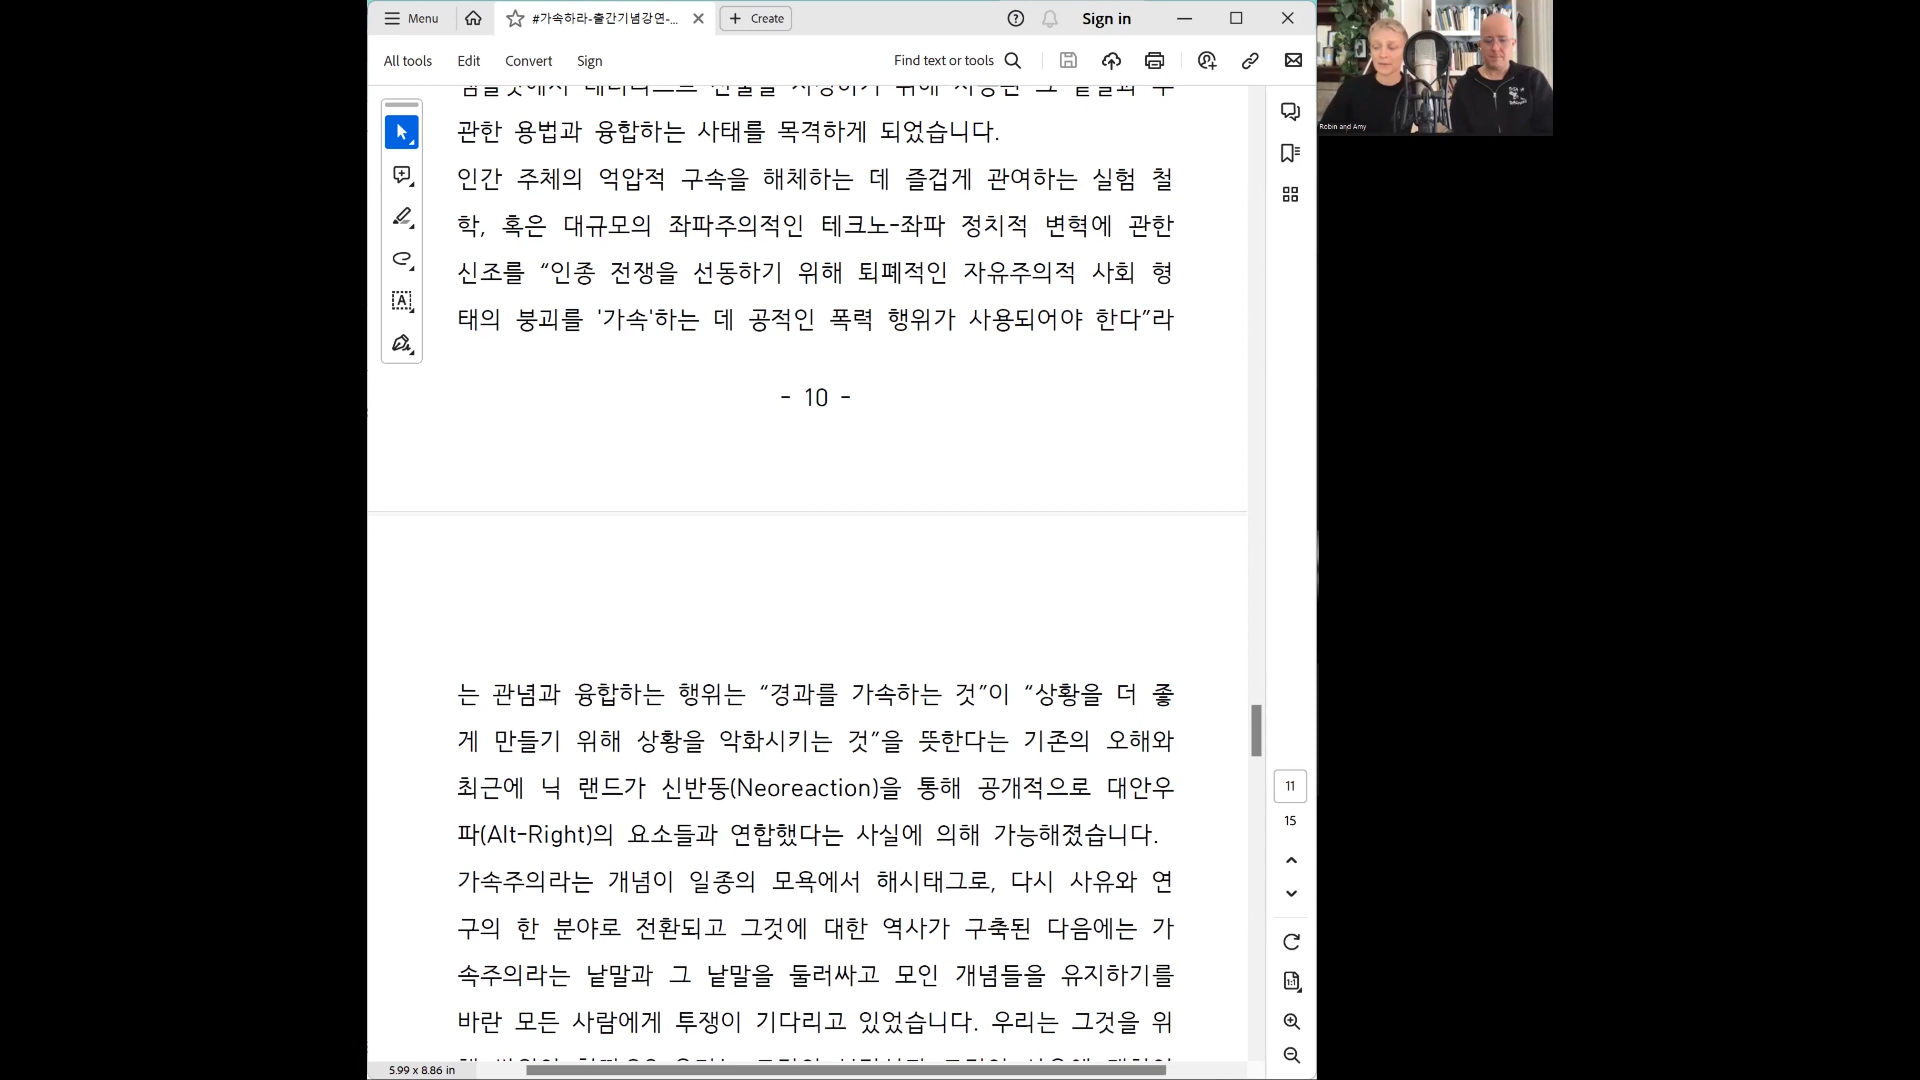 Menu
#가속하라-출간기념강연-...
Create
Sign in
All tools
Edit
Convert
Sign
Find text or tools
관한 용법과 융합하는 사태를 목격하게 되었습니다.
인간 주체의 억압적 구속을 해체하는 데 즐겁게 관여하는 실험 철
학, 혹은 대규모의 좌파주의적인 테크노-좌파 정치적 변혁에 관한
신조를 “인종 전쟁을 선동하기 위해 퇴폐적인 자유주의적 사회 형
태의 붕괴를 '가속'하는 데 공적인 폭력 행위가 사용되어야 한다”라
- 10 -
는 관념과 융합하는 행위는 “경과를 가속하는 것”이 “상황을 더 좋
게 만들기 위해 상황을 악화시키는 것”을 뜻한다는 기존의 오해와
최근에 닉 랜드가 신반동(Neoreaction)을 통해 공개적으로 대안우
파(Alt-Right)의 요소들과 연합했다는 사실에 의해 가능해졌습니다.
가속주의라는 개념이 일종의 모욕에서 해시태그로, 다시 사유와 연
구의 한 분야로 전환되고 그것에 대한 역사가 구축된 다음에는 가
속주의라는 낱말과 그 낱말을 둘러싸고 모인 개념들을 유지하기를
바란 모든 사람에게 투쟁이 기다리고 있었습니다. 우리는 그것을 위
11
15
5.99 x 8.86 in
Robin and Amy